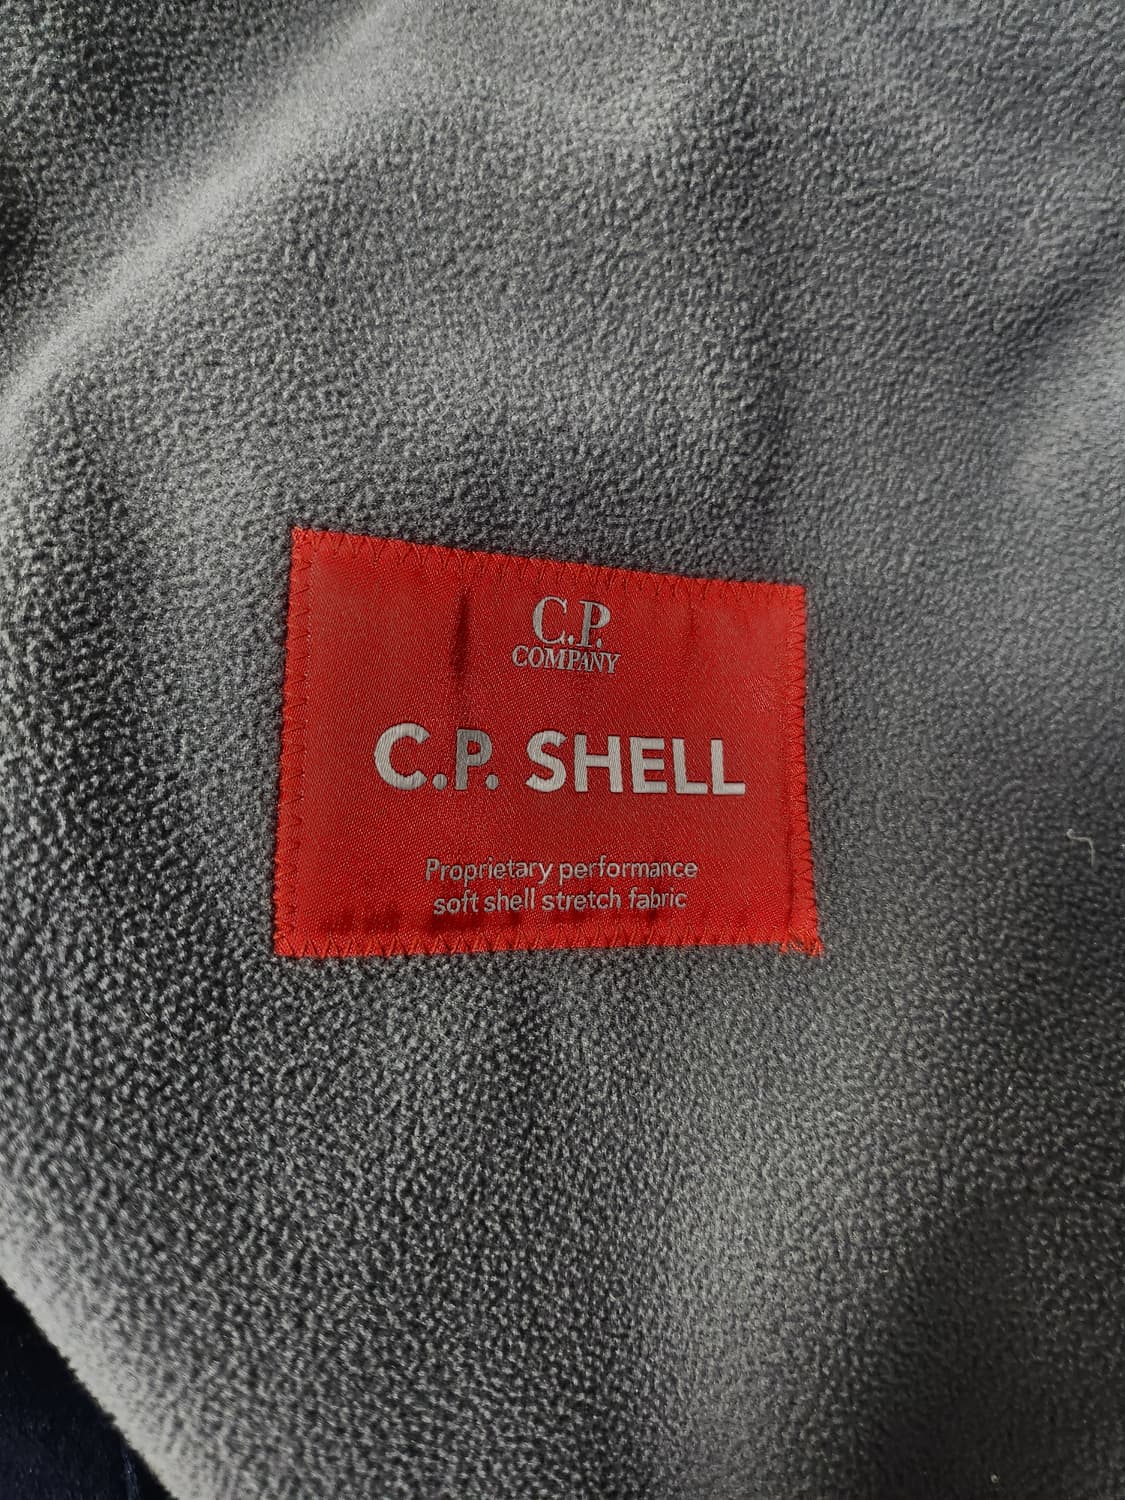 C.P.
COMPANY
C.P. SHELL
Proprietary performance
soft shell stretch fabric